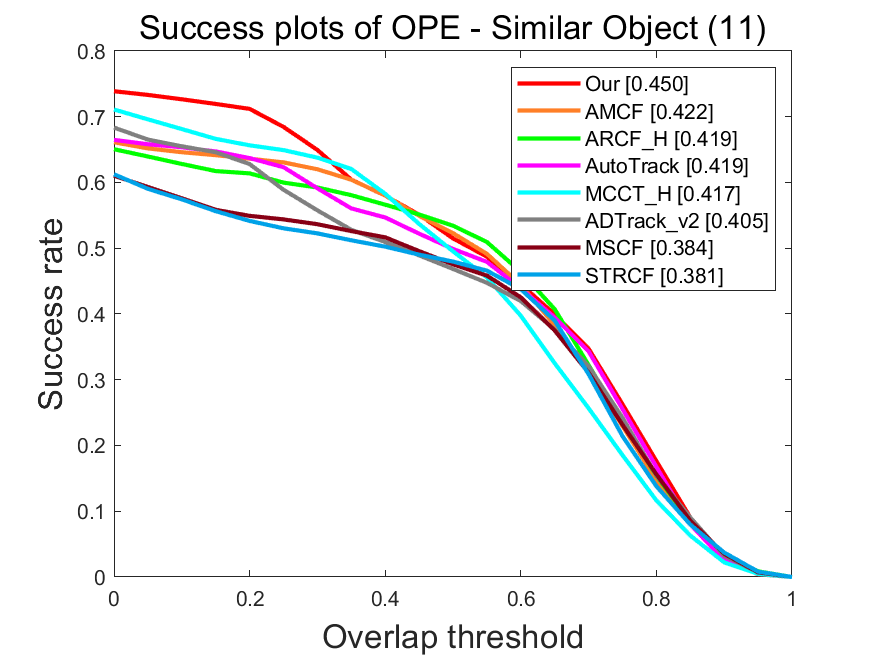 Success plots of OPE - Similar Object (11)
0.8
0.7
0.6
0.5
0.4
0.3
0.2
0.1
0
Success rate
Our [0.450]
AMCF [0.422]
ARCF_H [0.419]
AutoTrack [0.419]
MCCT_H [0.417]
ADTrack_v2 [0.405]
MSCF [0.384]
STRCF [0.381]
0 0.2 0.4 0.6 0.8 1
Overlap threshold